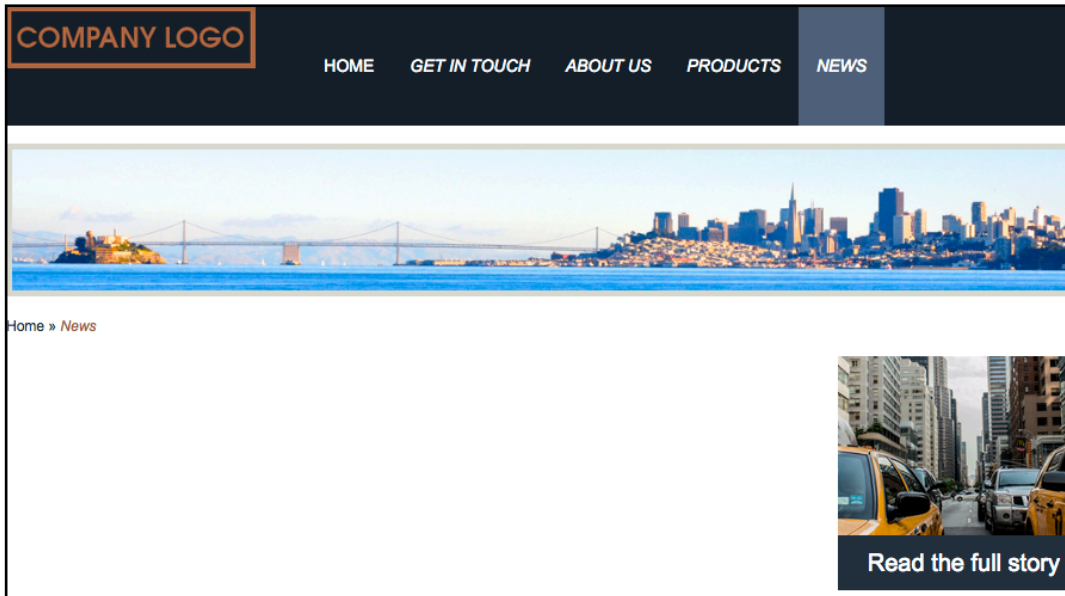 COMPANY LOGO
HOME GET IN TOUCH ABOUT US PRODUCTS NEWS
Home » News
Read the full story